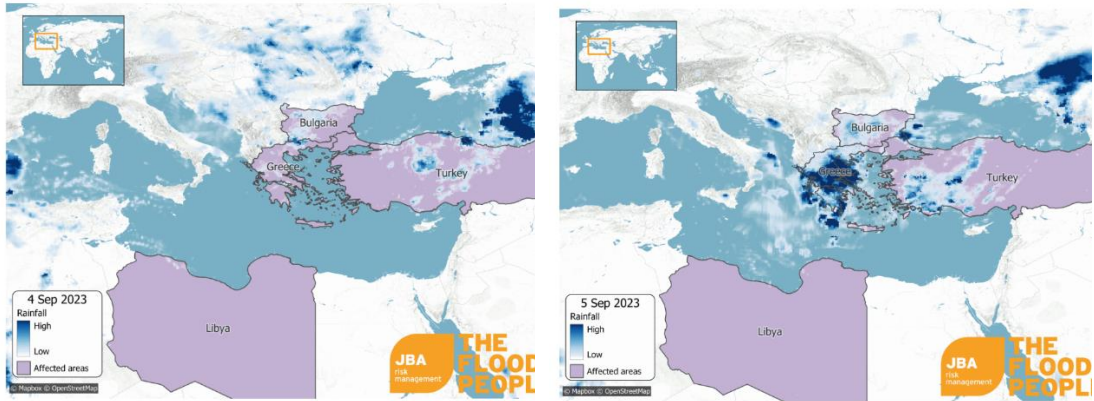 Bulgaria
Greece
Turkey
Libya
4 Sep 2023
Rainfall
High
Low
Affected areas
© Mapbox © OpenStreetMap
JBA
risk
management
THE
FLOOD
PEOPL
Bulgaria
Greece
Turkey
Libya
5 Sep 2023
Rainfall
High
Low
Affected areas
© Mapbox © OpenStreetMap
JBA
risk
management
THE
FLOOD
PEOPL